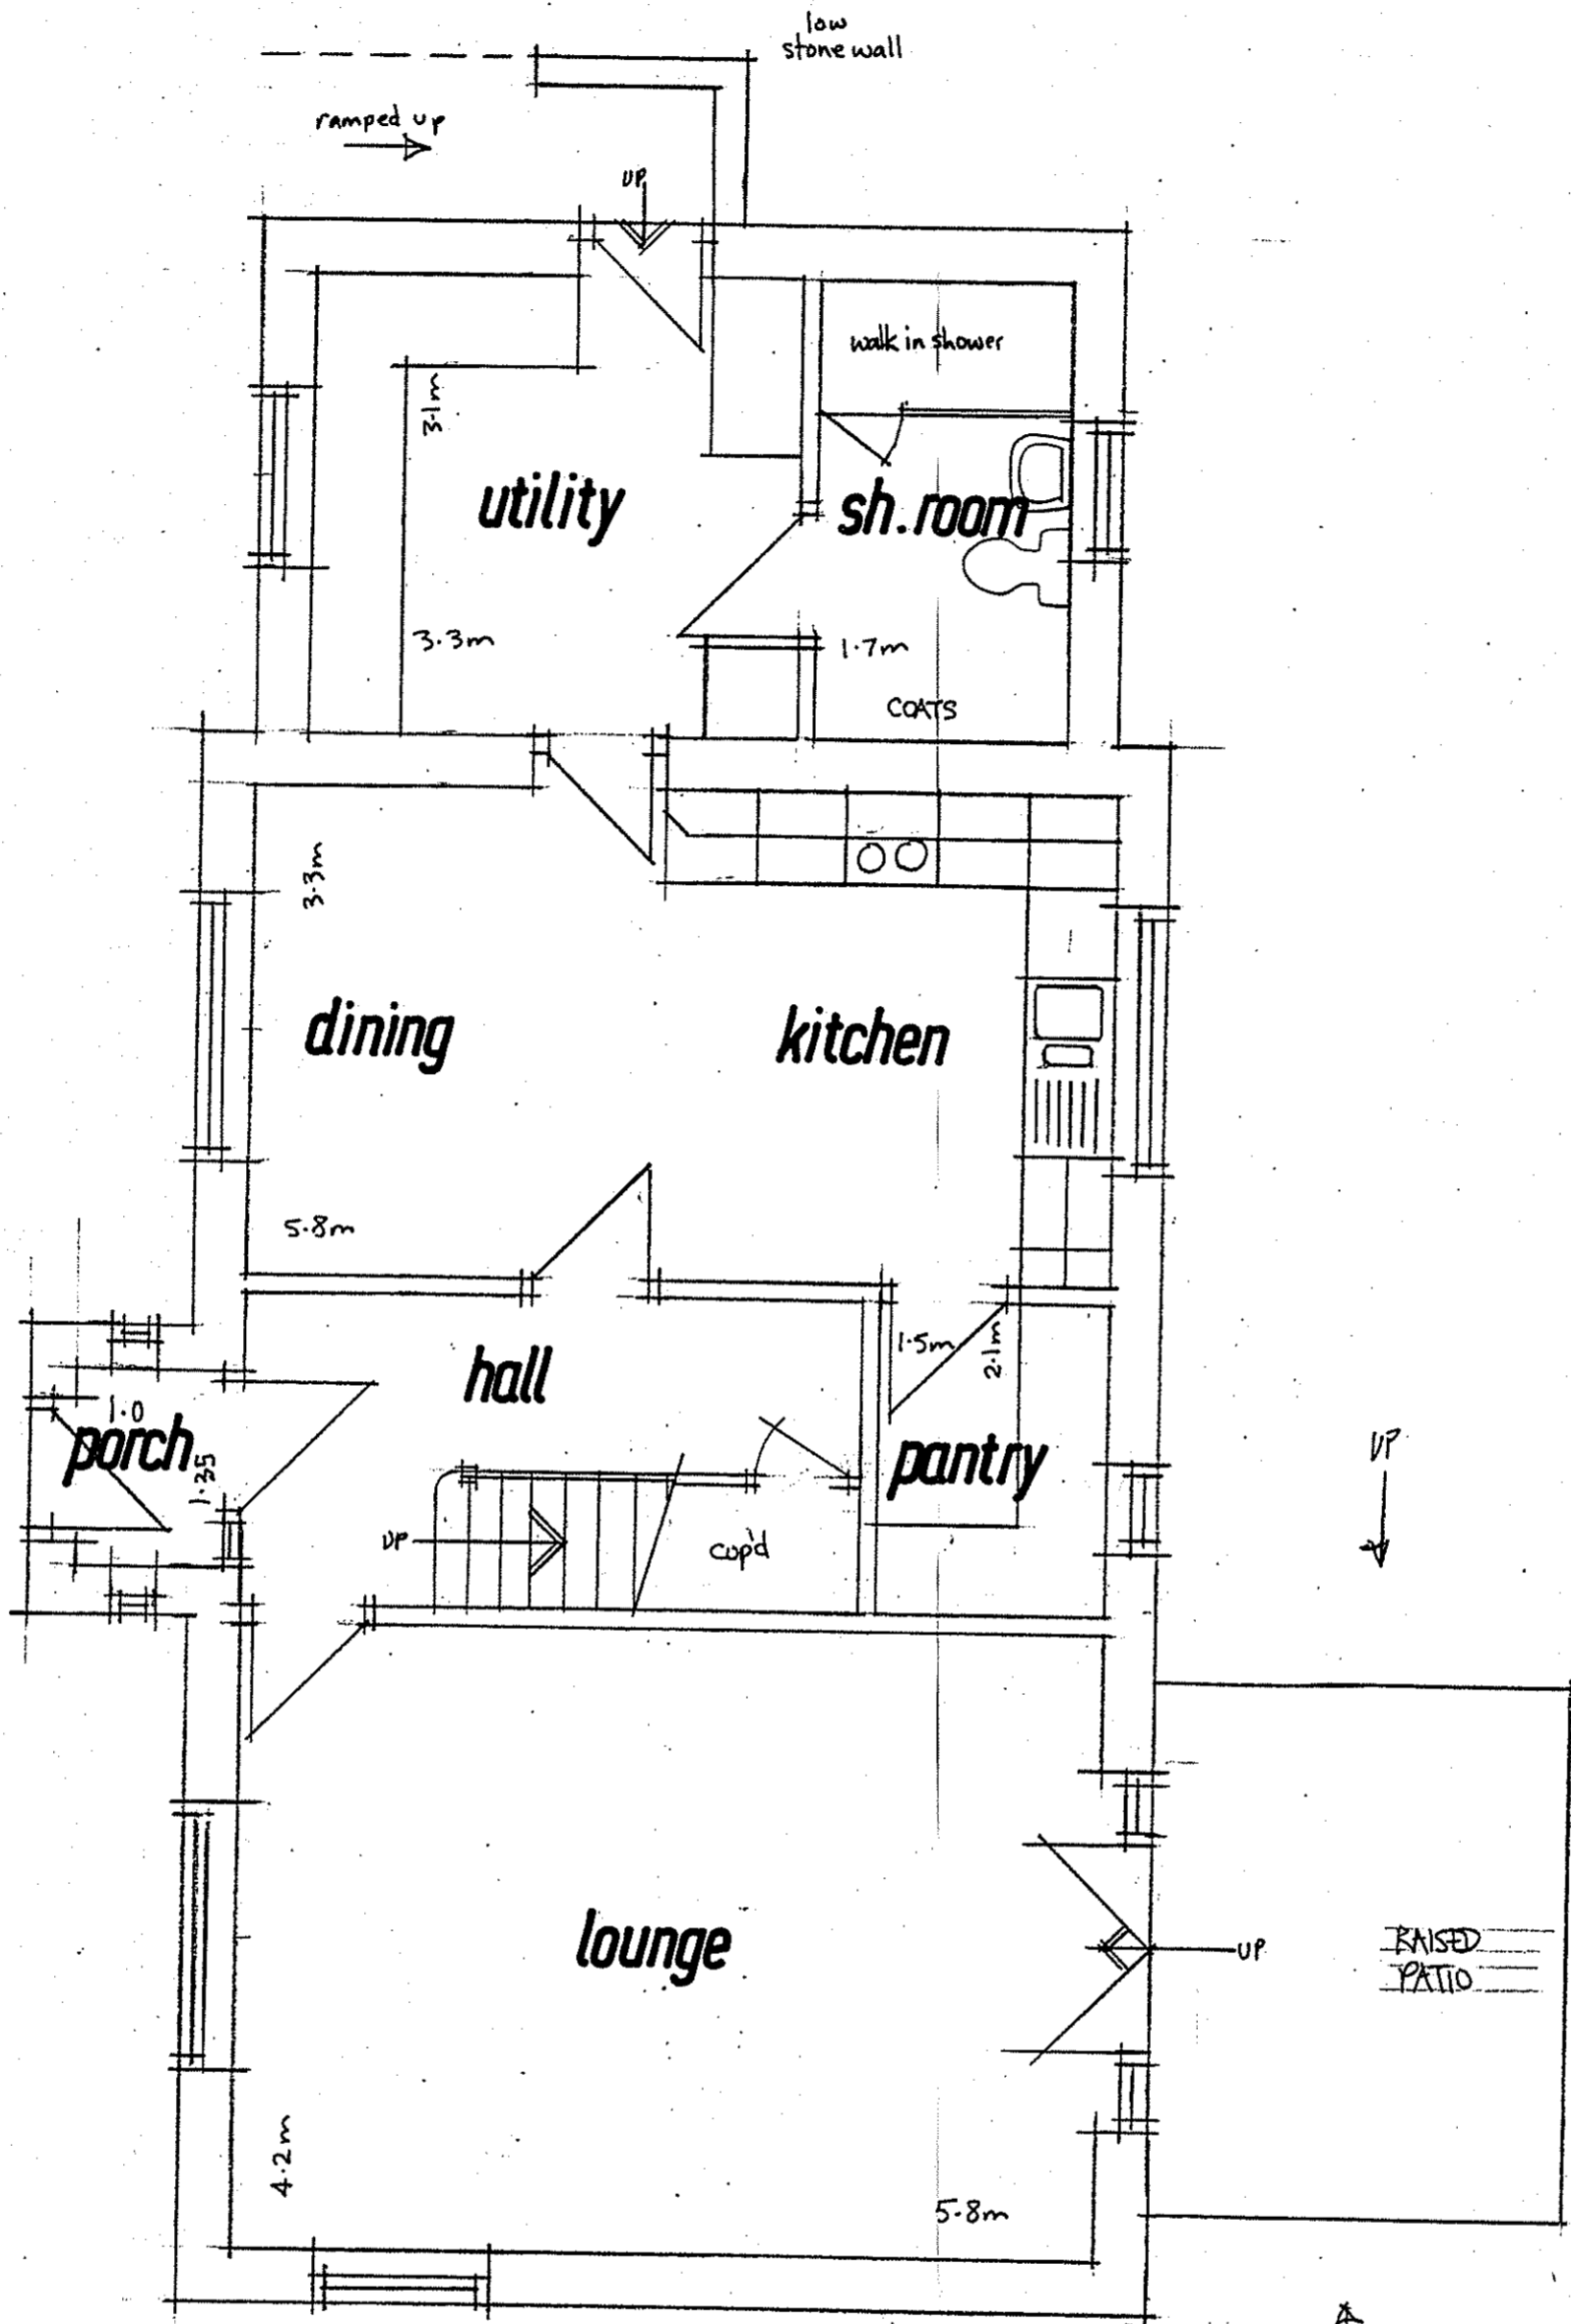 low
stone wall
ramped up
UP
walk in shower
3.1m
utility
sh.room
3.3m
1.7m
COATS
3.3m
dining
kitchen
5.8m
hall
1.5m
2.1m
1.0
porch
1.35
pantry
UP
UP
cup'd
lounge
UP
RAISED
PATIO
4.2m
5.8m